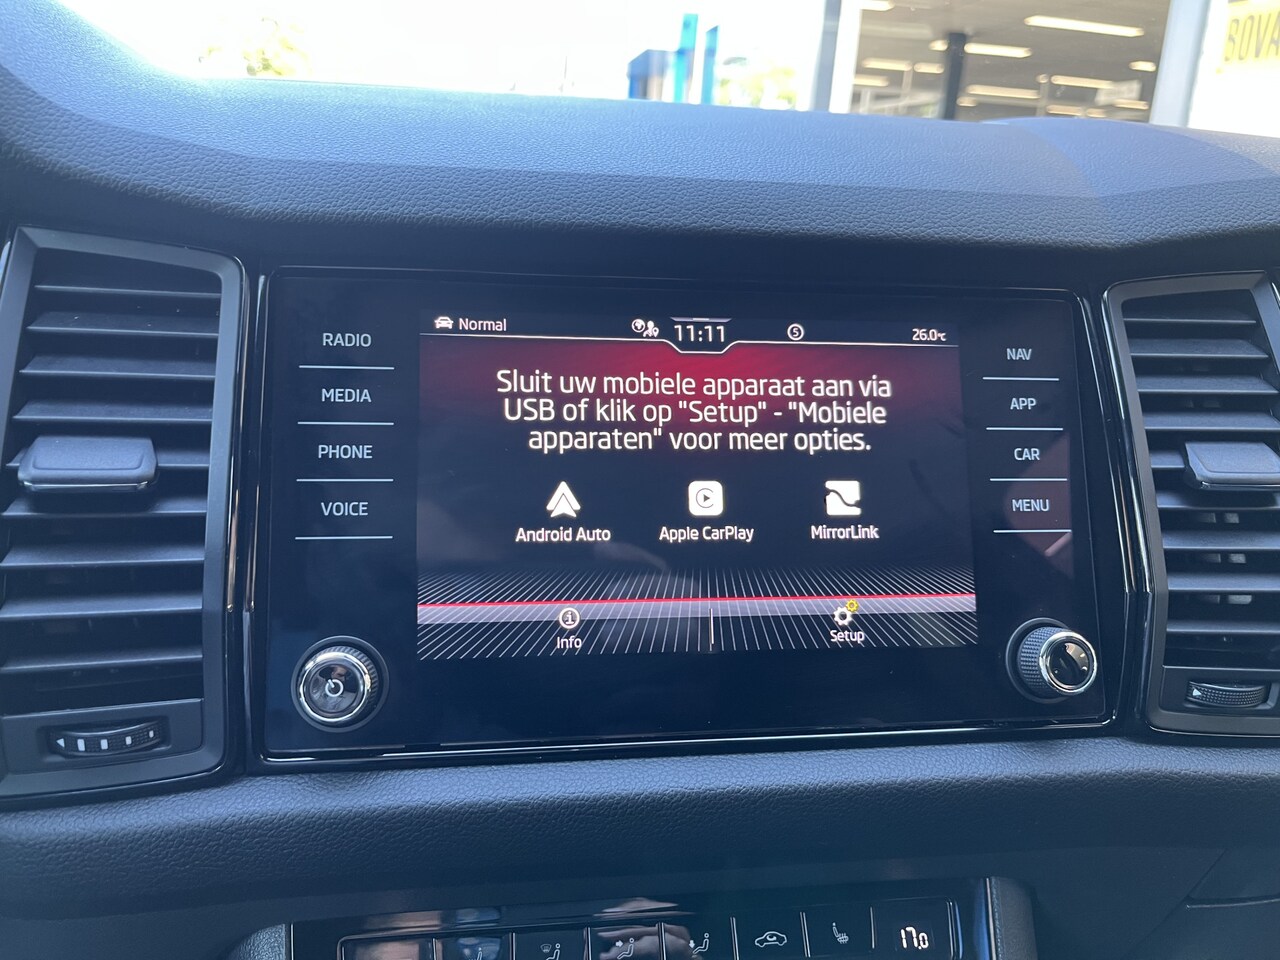 BOVA
RADIO
MEDIA
PHONE
VOICE
Normal
11:11
5
26.0°C
Sluit uw mobiele apparaat aan via
USB of klik op "Setup" - "Mobiele
apparaten" voor meer opties.
Android Auto
Apple CarPlay
MirrorLink
Info
Setup
NAV
APP
CAR
MENU
17.0